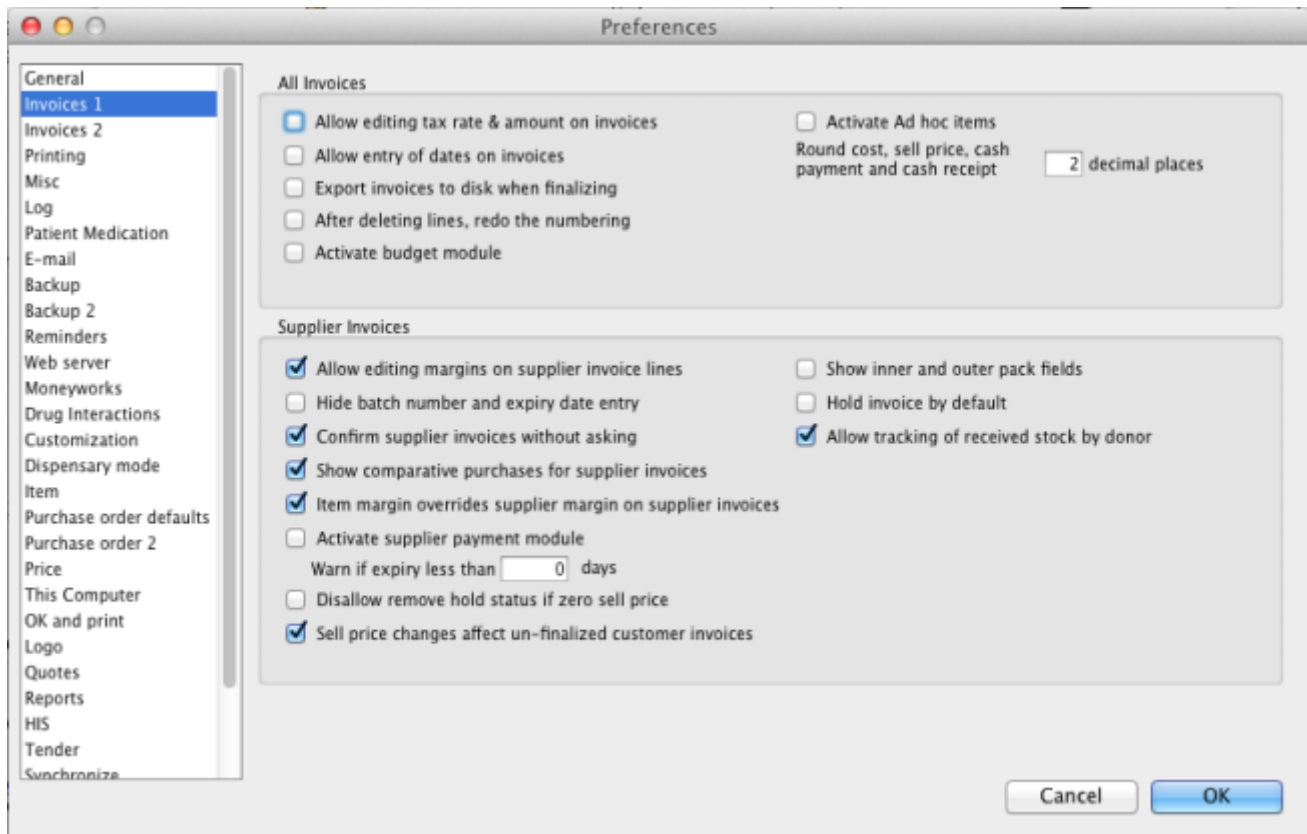 Preferences
General
Invoices 1
Invoices 2
Printing
Misc
Log
Patient Medication
E-mail
Backup
Backup 2
Reminders
Web server
Moneyworks
Drug Interactions
Customization
Dispensary mode
Item
Purchase order defaults
Purchase order 2
Price
This Computer
OK and print
Logo
Quotes
Reports
HIS
Tender
Synchronize
All Invoices
Allow editing tax rate & amount on invoices
Allow entry of dates on invoices
Export invoices to disk when finalizing
After deleting lines, redo the numbering
Activate budget module
Activate Ad hoc items
Round cost, sell price, cash
payment and cash receipt 2 decimal places
Supplier Invoices
Allow editing margins on supplier invoice lines
Hide batch number and expiry date entry
Confirm supplier invoices without asking
Show comparative purchases for supplier invoices
Item margin overrides supplier margin on supplier invoices
Activate supplier payment module
Warn if expiry less than 0 days
Disallow remove hold status if zero sell price
Sell price changes affect un-finalized customer invoices
Show inner and outer pack fields
Hold invoice by default
Allow tracking of received stock by donor
Cancel
OK